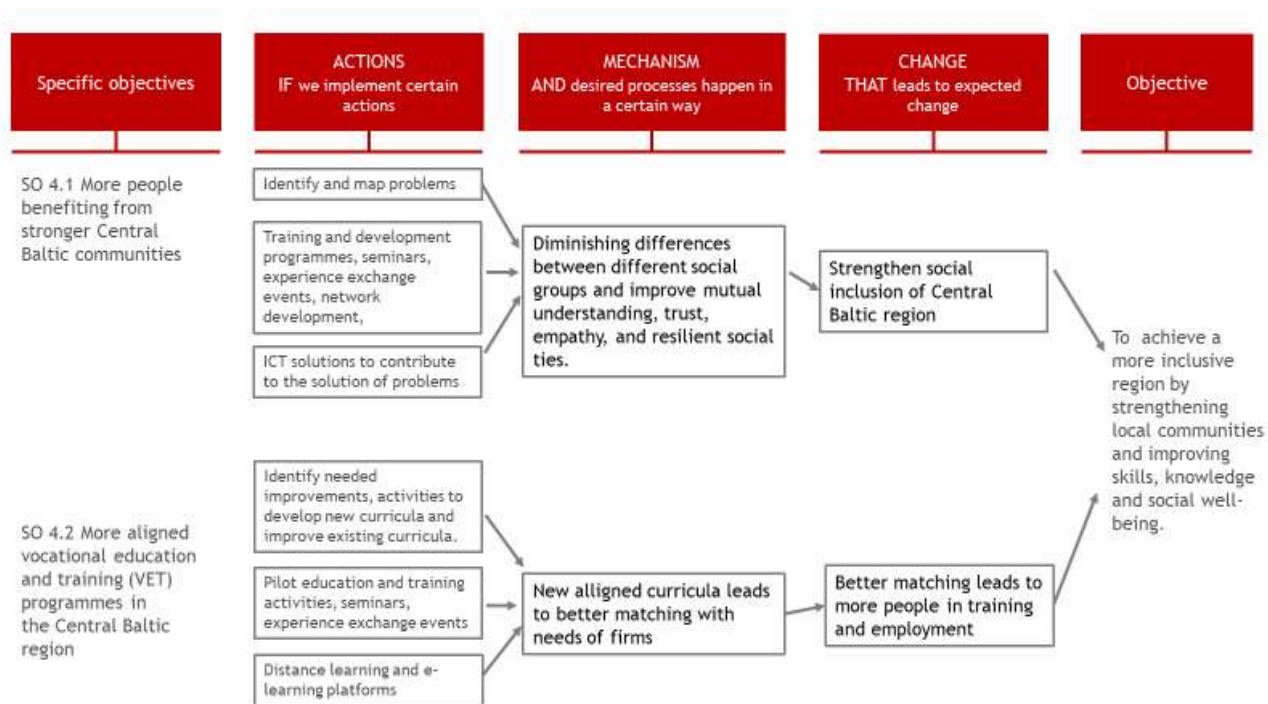 Specific objectives
ACTIONS
IF we implement certain
actions
MECHANISM
AND desired processes happen in
a certain way
CHANGE
THAT leads to expected
change
Objective
SO 4.1 More people
benefiting from
stronger Central
Baltic communities
Identify and map problems
Training and development
programmes, seminars,
experience exchange
events, network
development,
ICT solutions to contribute
to the solution of problems
Diminishing differences
between different social
groups and improve mutual
understanding, trust,
empathy, and resilient social
ties.
Strengthen social
inclusion of Central
Baltic region
To achieve a
more inclusive
region by
strengthening
local communities
and improving
skills, knowledge
and social well-
being.
SO 4.2 More aligned
vocational education
and training (VET)
programmes in
the Central Baltic
region
Identify needed
improvements, activities to
develop new curricula and
improve existing curricula.
Pilot education and training
activities, seminars,
experience exchange events
Distance learning and e-
learning platforms
New alligned curricula leads
to better matching with
needs of firms
Better matching leads to
more people in training
and employment